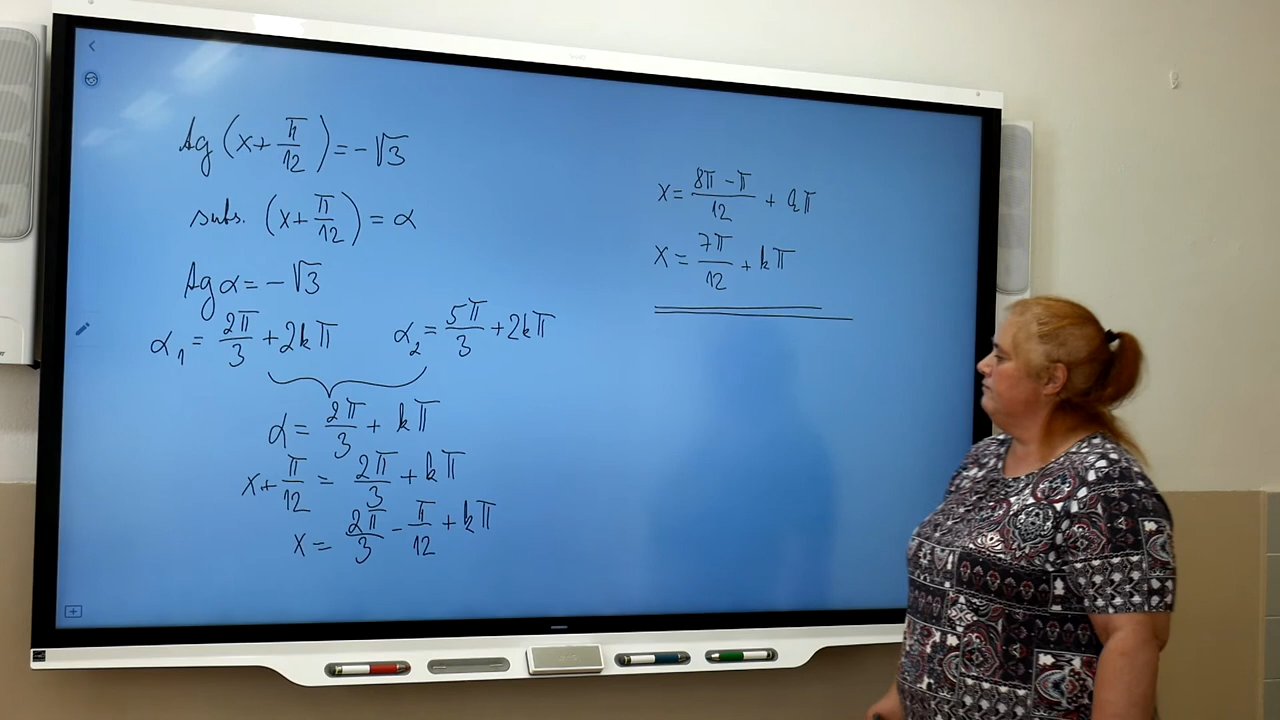 tg (x + π/12) = -√3
subs. (x + π/12) = α
tg α = -√3
α₁ = 2π/3 + 2kπ   α₂ = 5π/3 + 2kπ
α = 2π/3 + kπ
x + π/12 = 2π/3 + kπ
x = 2π/3 - π/12 + kπ
x = (8π - π)/12 + kπ
x = 7π/12 + kπ